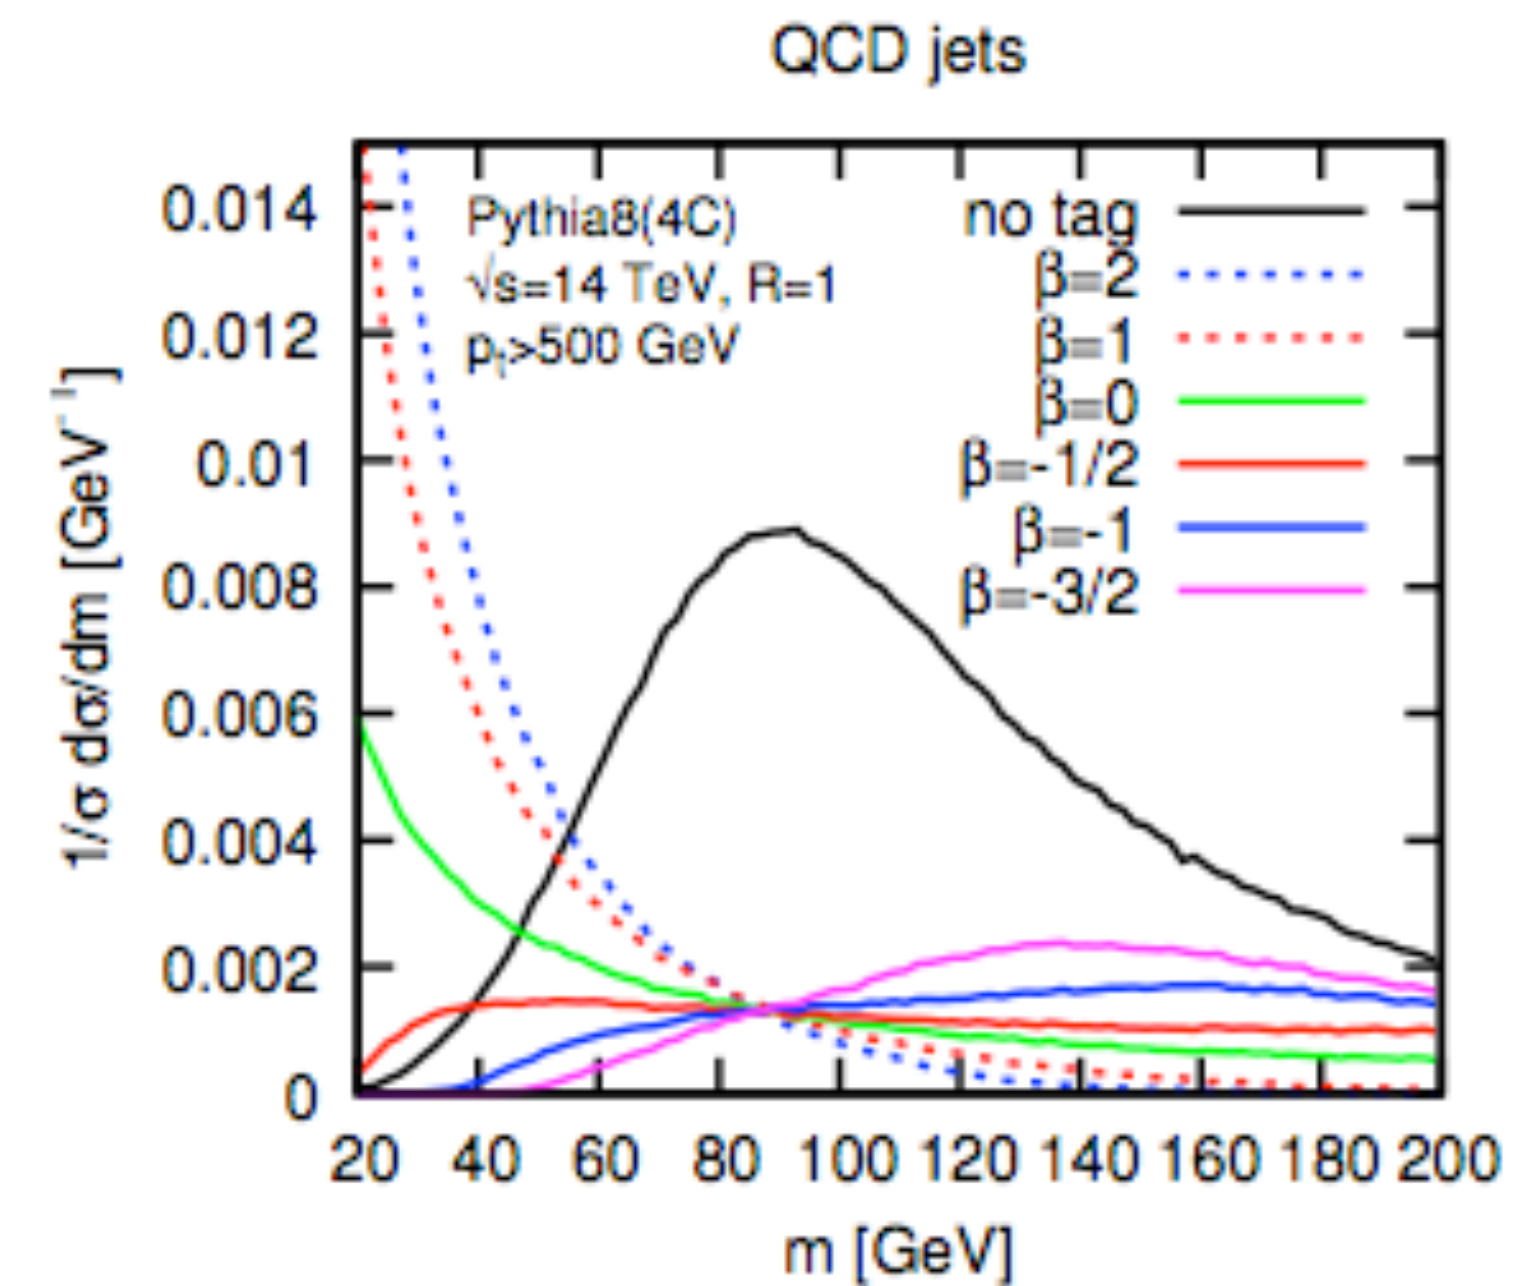 QCD jets
1/σ dσ/dm [GeV⁻¹]
0.014
0.012
0.01
0.008
0.006
0.004
0.002
0
Pythia8(4C)
√s=14 TeV, R=1
pₜ>500 GeV
no tag
β=2
β=1
β=0
β=-1/2
β=-1
β=-3/2
20 40 60 80 100 120 140 160 180 200
m [GeV]